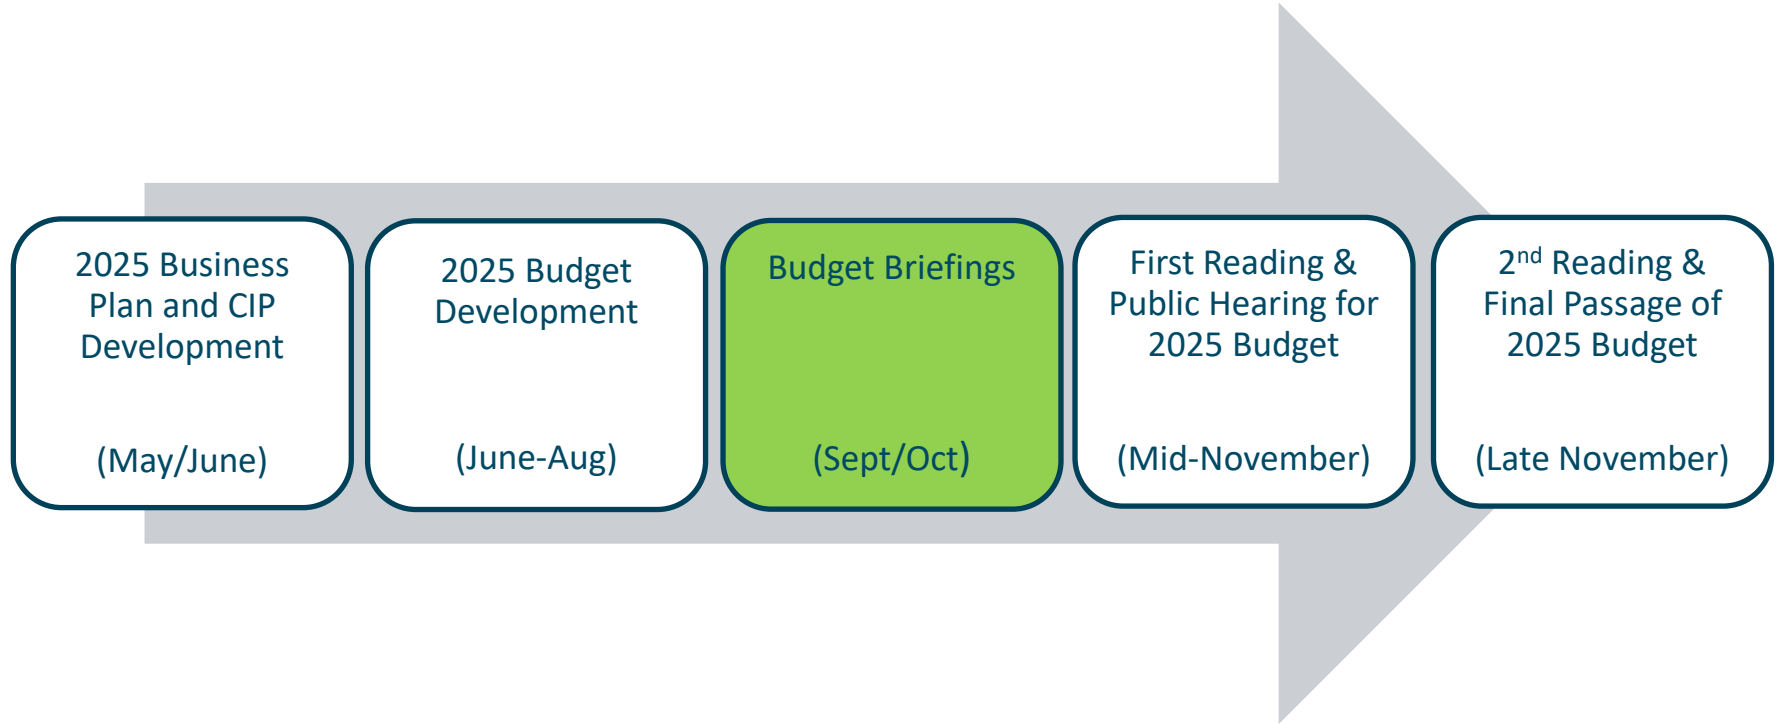 2025 Business
Plan and CIP
Development
(May/June)
2025 Budget
Development
(June-Aug)
Budget Briefings
(Sept/Oct)
First Reading &
Public Hearing for
2025 Budget
(Mid-November)
2nd Reading &
Final Passage of
2025 Budget
(Late November)